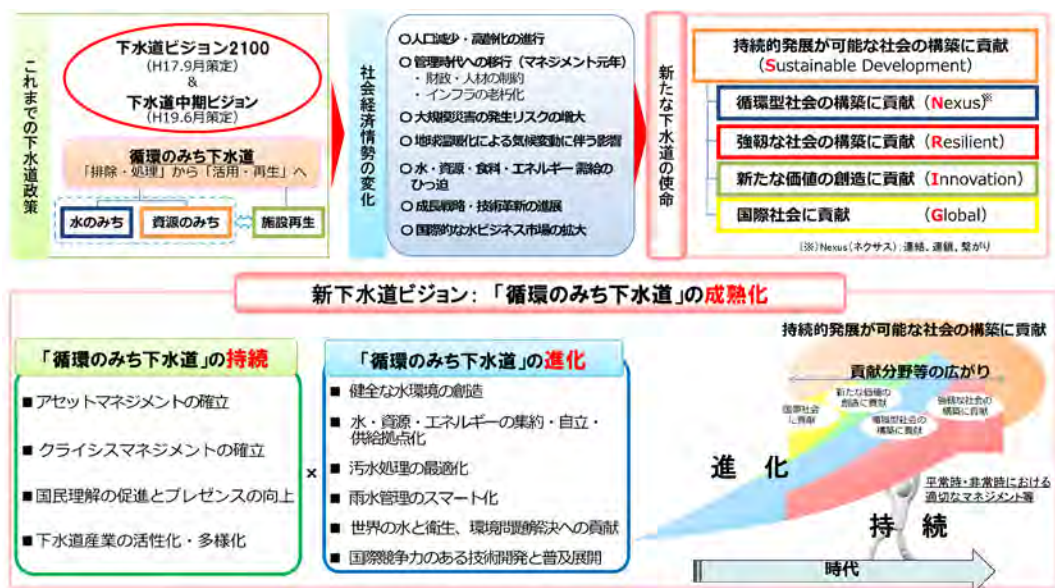 これまでの下水道政策
下水道ビジョン2100
(H17.9月策定)
&
下水道中期ビジョン
(H19.6月策定)
循環のみち下水道
「排除・処理」から「活用・再生」へ
水のみち
資源のみち
施設再生
社会経済情勢の変化
○人口減少・高齢化の進行
○管理時代への移行(マネジメント元年)
・財政・人材の制約
・インフラの老朽化
○大規模災害の発生リスクの増大
○地球温暖化による気候変動に伴う影響
○水・資源・食料・エネルギー需給の
ひっ迫
○成長戦略・技術革新の進展
○国際的な水ビジネス市場の拡大
新たな下水道の使命
持続的発展が可能な社会の構築に貢献
(Sustainable Development)
循環型社会の構築に貢献 (Nexus)※
強靭な社会の構築に貢献 (Resilient)
新たな価値の創造に貢献 (Innovation)
国際社会に貢献 (Global)
(※)Nexus(ネクサス):連結、連鎖、繋がり
新下水道ビジョン:「循環のみち下水道」の成熟化
「循環のみち下水道」の持続
■アセットマネジメントの確立
■クライシスマネジメントの確立
■国民理解の促進とプレゼンスの向上
■下水道産業の活性化・多様化
×
「循環のみち下水道」の進化
■健全な水環境の創造
■水・資源・エネルギーの集約・自立・
供給拠点化
■汚水処理の最適化
■雨水管理のスマート化
■世界の水と衛生、環境問題解決への貢献
■国際競争力のある技術開発と普及展開
持続的発展が可能な社会の構築に貢献
貢献分野等の広がり
国際社会
に貢献
新たな価値の
創造に貢献
循環型社会の
構築に貢献
強靭な社会の
構築に貢献
進化
平常時・非常時における
適切なマネジメント等
持続
時代